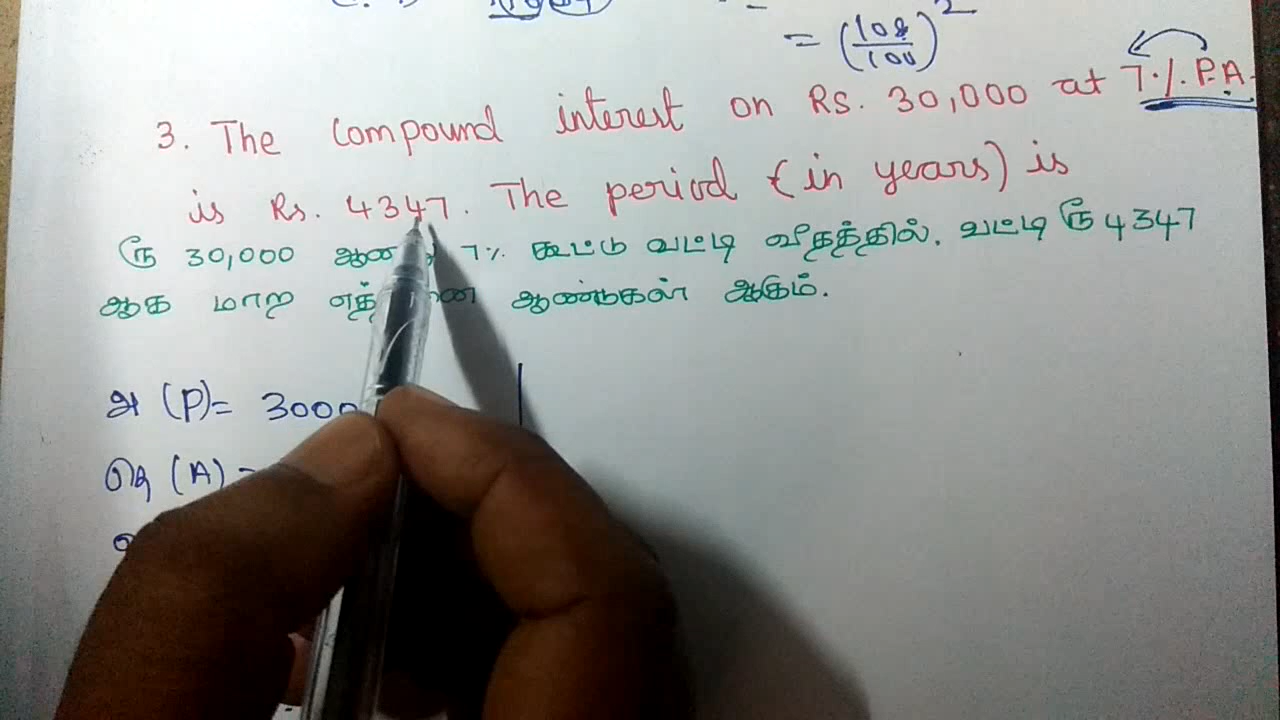 = (108/100)^2
3. The compound interest on Rs. 30,000 at 7% P.A.
is Rs. 4347. The period (in years) is
ரூ 30,000 7% கூட்டு வட்டி வீதத்தில். வட்டி ரூ 4347
ஆக மாற ஆண்டுகள் ஆகும்.
அ (P) = 3000
தொ (A) =